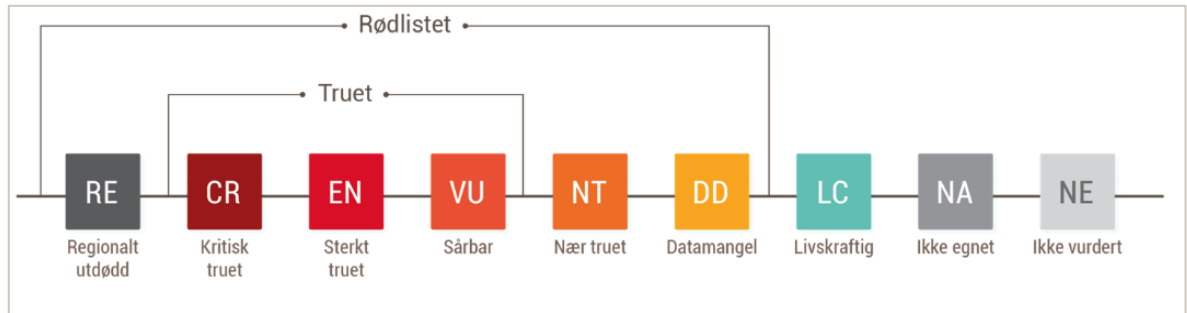 Rødlistet
Truet
RE
CR
EN
VU
NT
DD
LC
NA
NE
Regionalt
utdødd
Kritisk
truet
Sterkt
truet
Sårbar
Nær truet
Datamangel
Livskraftig
Ikke egnet
Ikke vurdert